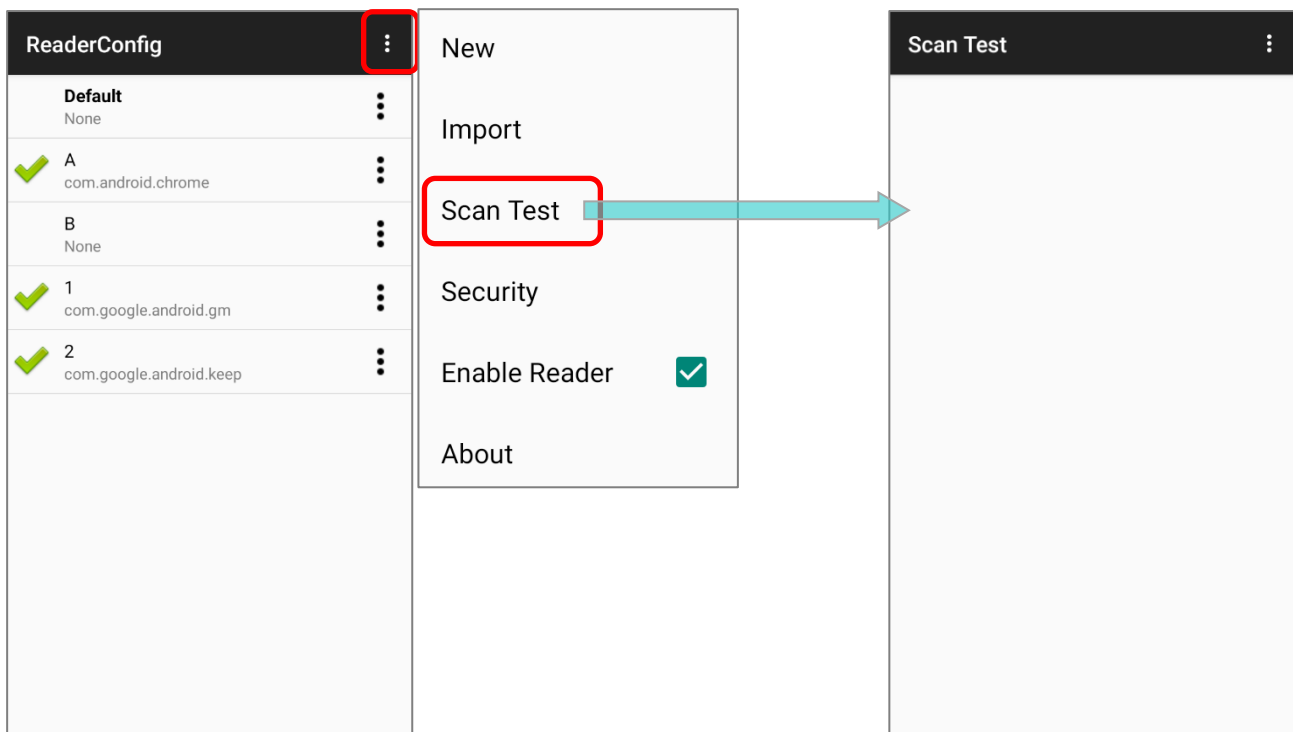 ReaderConfig
Default
None
A
com.android.chrome
B
None
1
com.google.android.gm
2
com.google.android.keep
New
Import
Scan Test
Security
Enable Reader
About
Scan Test